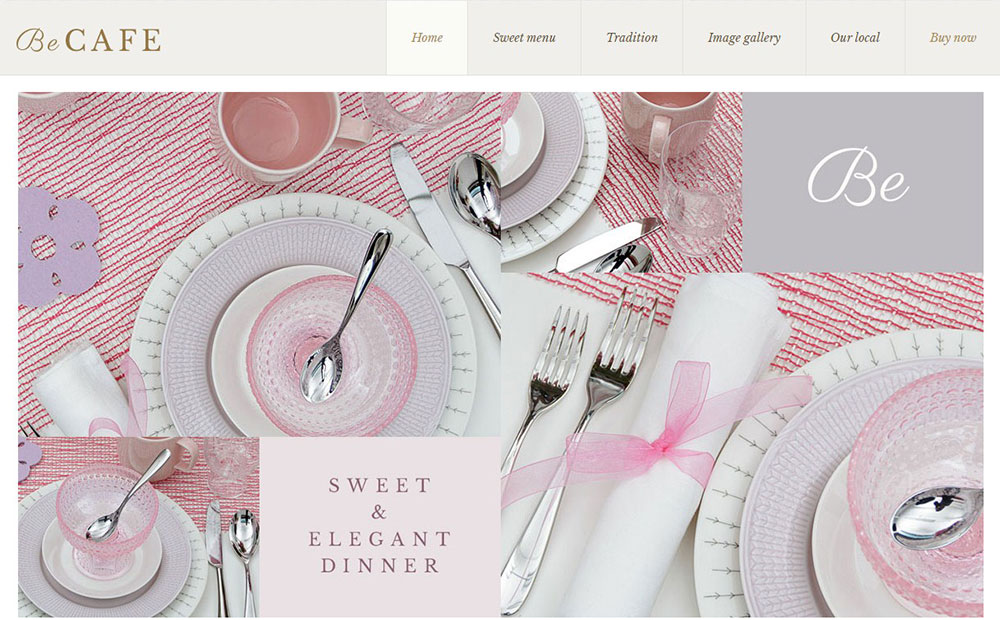 Be CAFE
Home
Sweet menu
Tradition
Image gallery
Our local
Buy now
Be
SWEET
&
ELEGANT
DINNER